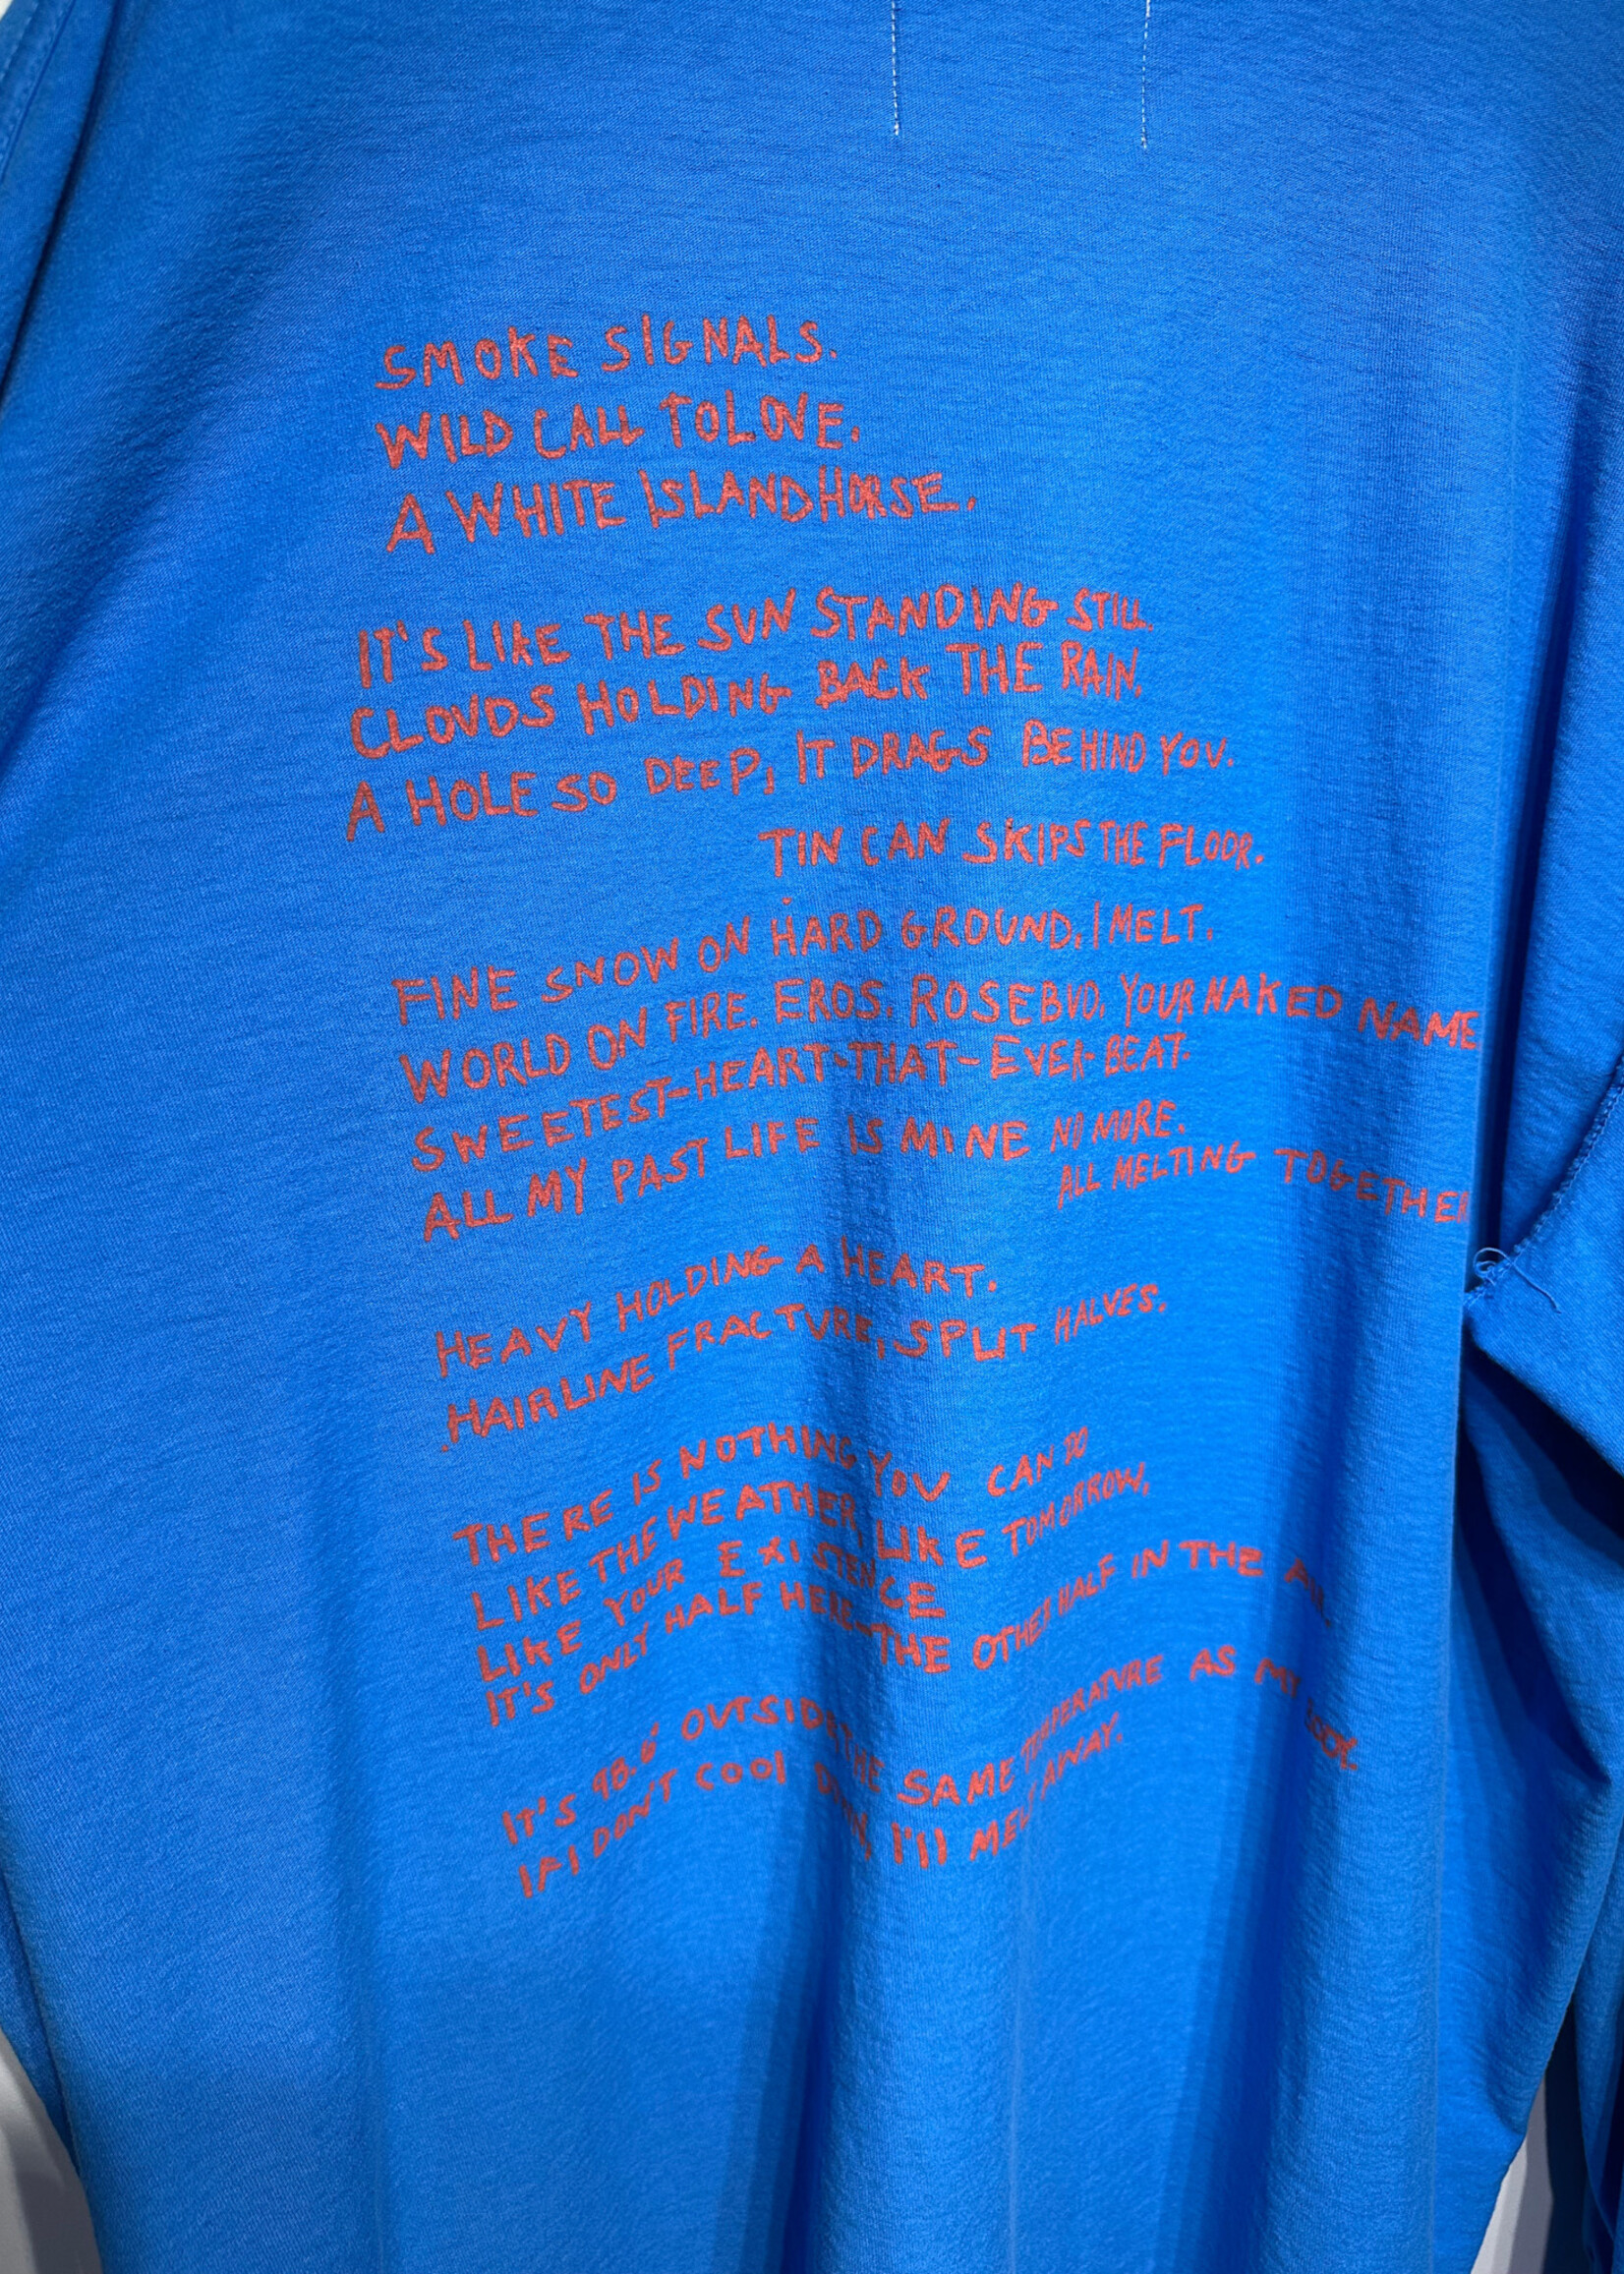 SMOKE SIGNALS.
WILD CALL TO LOVE.
A WHITE ISLAND HORSE.
IT'S LIKE THE SUN STANDING STILL.
CLOUDS HOLDING BACK THE RAIN.
A HOLE SO DEEP, IT DRAGS BEHIND YOU.
TIN CAN SKIPS THE FLOOR.
FINE SNOW ON HARD GROUND. I MELT.
WORLD ON FIRE. EROS. ROSEBUD. YOUR NAKED NAME
SWEETEST-HEART-THAT-EVER-BEAT.
ALL MY PAST LIFE IS MINE NO MORE.
ALL MELTING TOGETHER
HEAVY HOLDING A HEART.
HAIRLINE FRACTURE, SPLIT HALVES.
THERE IS NOTHING YOU CAN DO
LIKE THE WEATHER, LIKE TOMORROW.
LIKE YOUR EXISTENCE
IT'S ONLY HALF HERE-THE OTHER HALF IN THE AIR.
IT'S 98.6° OUTSIDE THE SAME TEMPERATURE AS MY BODY.
IF I DON'T COOL DOWN, I'll MELT AWAY.